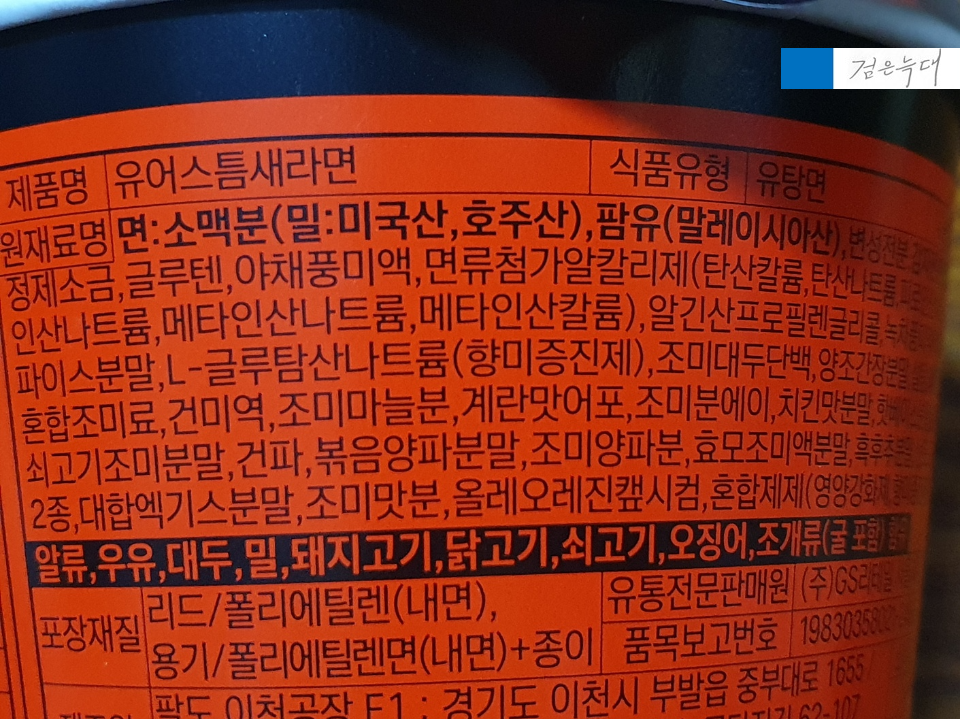 검은늑대
제품명 유어스틈새라면 식품유형 유탕면
원재료명 면:소맥분(밀:미국산,호주산),팜유(말레이시아산),변성전분,
정제소금,글루텐,야채풍미액,면류첨가알칼리제(탄산칼륨,탄산나트륨,
인산나트륨,메타인산나트륨,메타인산칼륨),알긴산프로필렌글리콜,
파이스분말,L-글루탐산나트륨(향미증진제),조미대두단백,양조간장분말,
혼합조미료,건미역,조미마늘분,계란맛어포,조미분에이,치킨맛분말,
쇠고기조미분말,건파,볶음양파분말,조미양파분,효모조미액분말,흑후추분말,
2종,대합엑기스분말,조미맛분,올레오레진캪시컴,혼합제제(영양강화제,
알류,우유,대두,밀,돼지고기,닭고기,쇠고기,오징어,조개류(굴 포함) 함유
포장재질 리드/폴리에틸렌(내면), 유통전문판매원 (주)GS리테일
용기/폴리에틸렌면(내면)+종이 품목보고번호 1983035802
팔도 이천공장 F1 : 경기도 이천시 부발읍 중부대로 1655
62-107